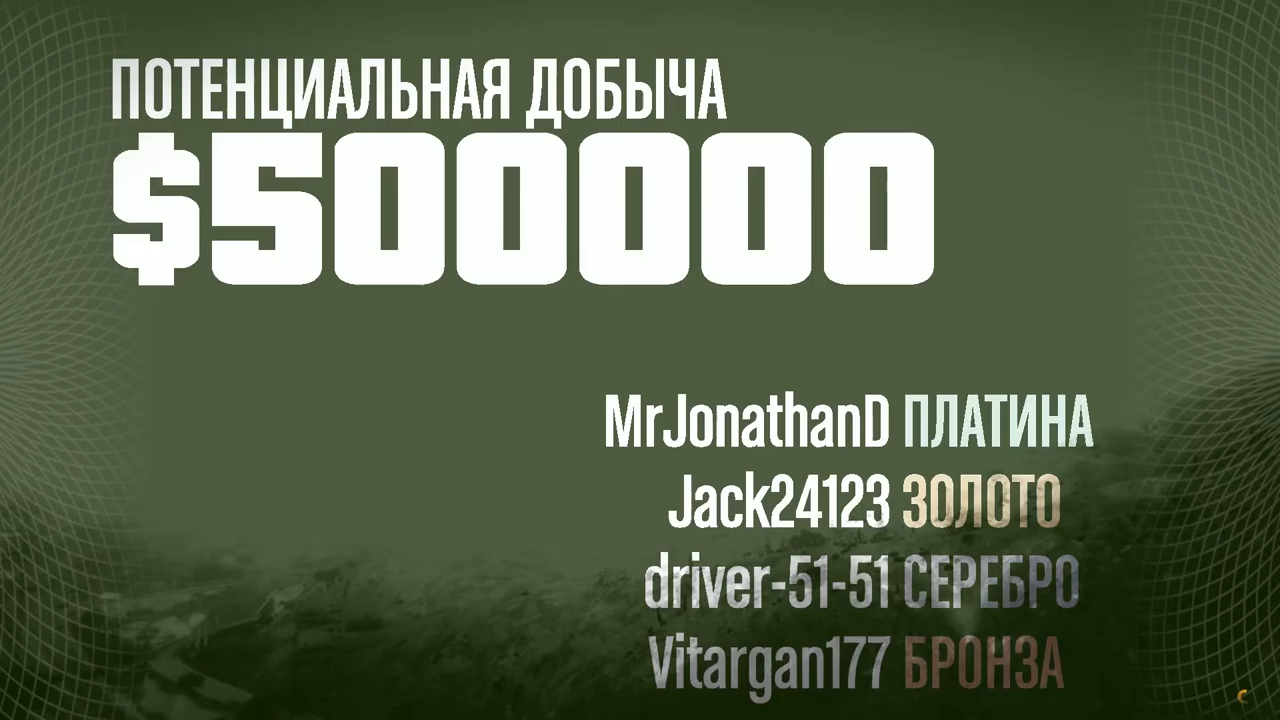 ПОТЕНЦИАЛЬНАЯ ДОБЫЧА
$500000
MrJonathanD ПЛАТИНА
Jack24123 ЗОЛОТО
driver-51-51 СЕРЕБРО
Vitargan177 БРОНЗА